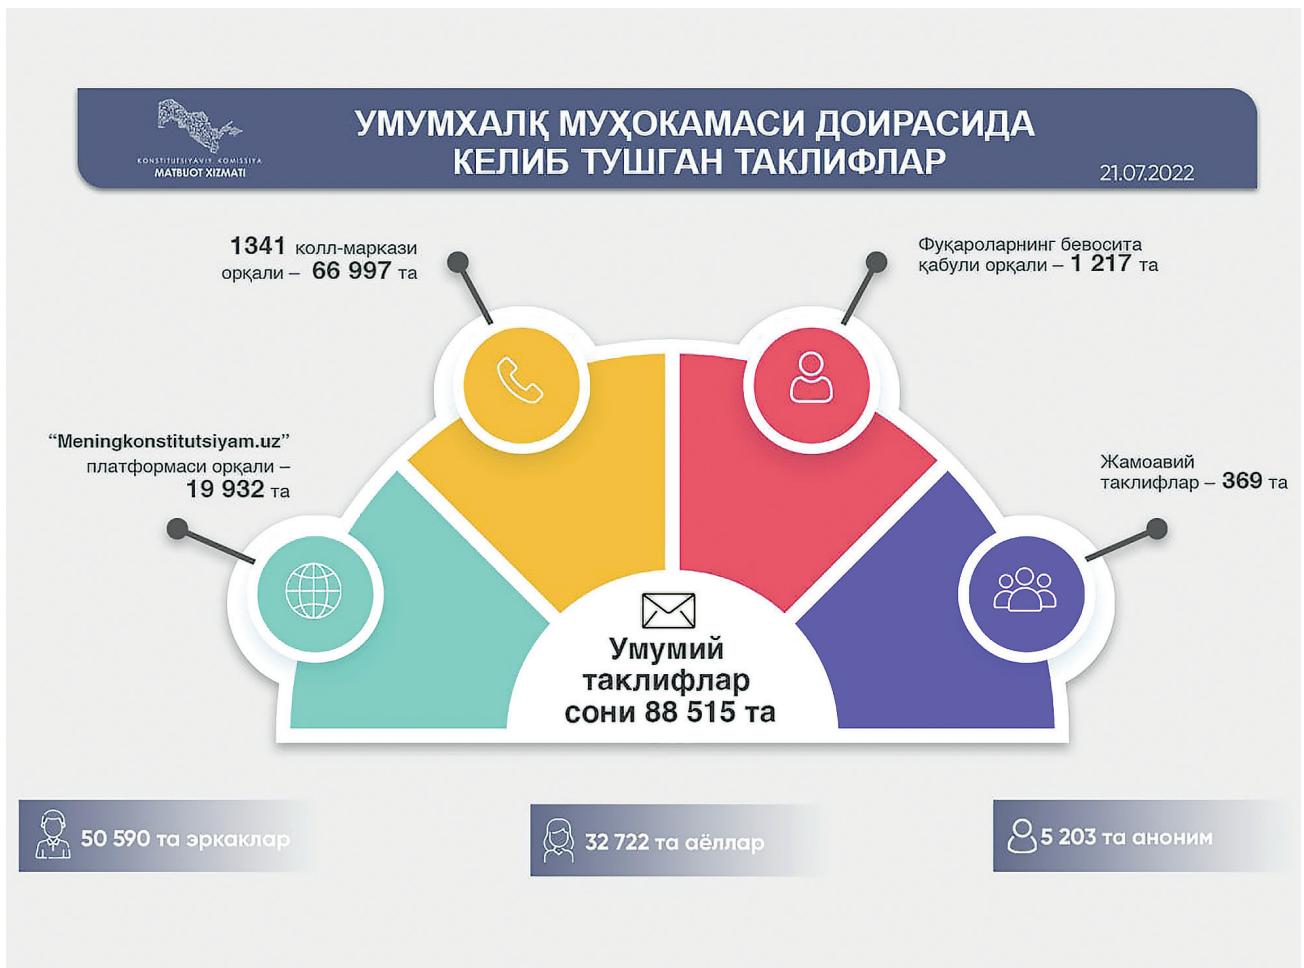 KONSTITUTSIYAVIY KOMISSIYA
MATBUOT XIZMATI
УМУМХАЛҚ МУҲОКАМАСИ ДОИРАСИДА
КЕЛИБ ТУШГАН ТАКЛИФЛАР
21.07.2022
1341 колл-маркази
орқали – 66 997 та
Фуқароларнинг бевосита
қабули орқали – 1 217 та
“Meningkonstitutsiyam.uz”
платформаси орқали –
19 932 та
Жамоавий
таклифлар – 369 та
Умумий
таклифлар
сони 88 515 та
50 590 та эркаклар
32 722 та аёллар
5 203 та аноним